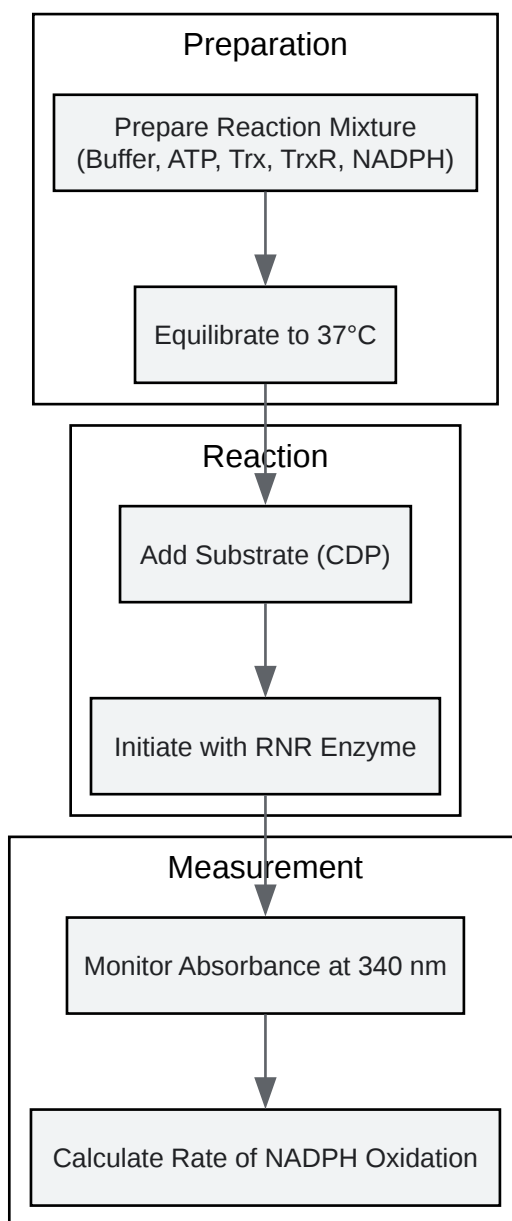 Preparation
Prepare Reaction Mixture
(Buffer, ATP, Trx, TrxR, NADPH)
Equilibrate to 37°C
Reaction
Add Substrate (CDP)
Initiate with RNR Enzyme
Measurement
Monitor Absorbance at 340 nm
Calculate Rate of NADPH Oxidation